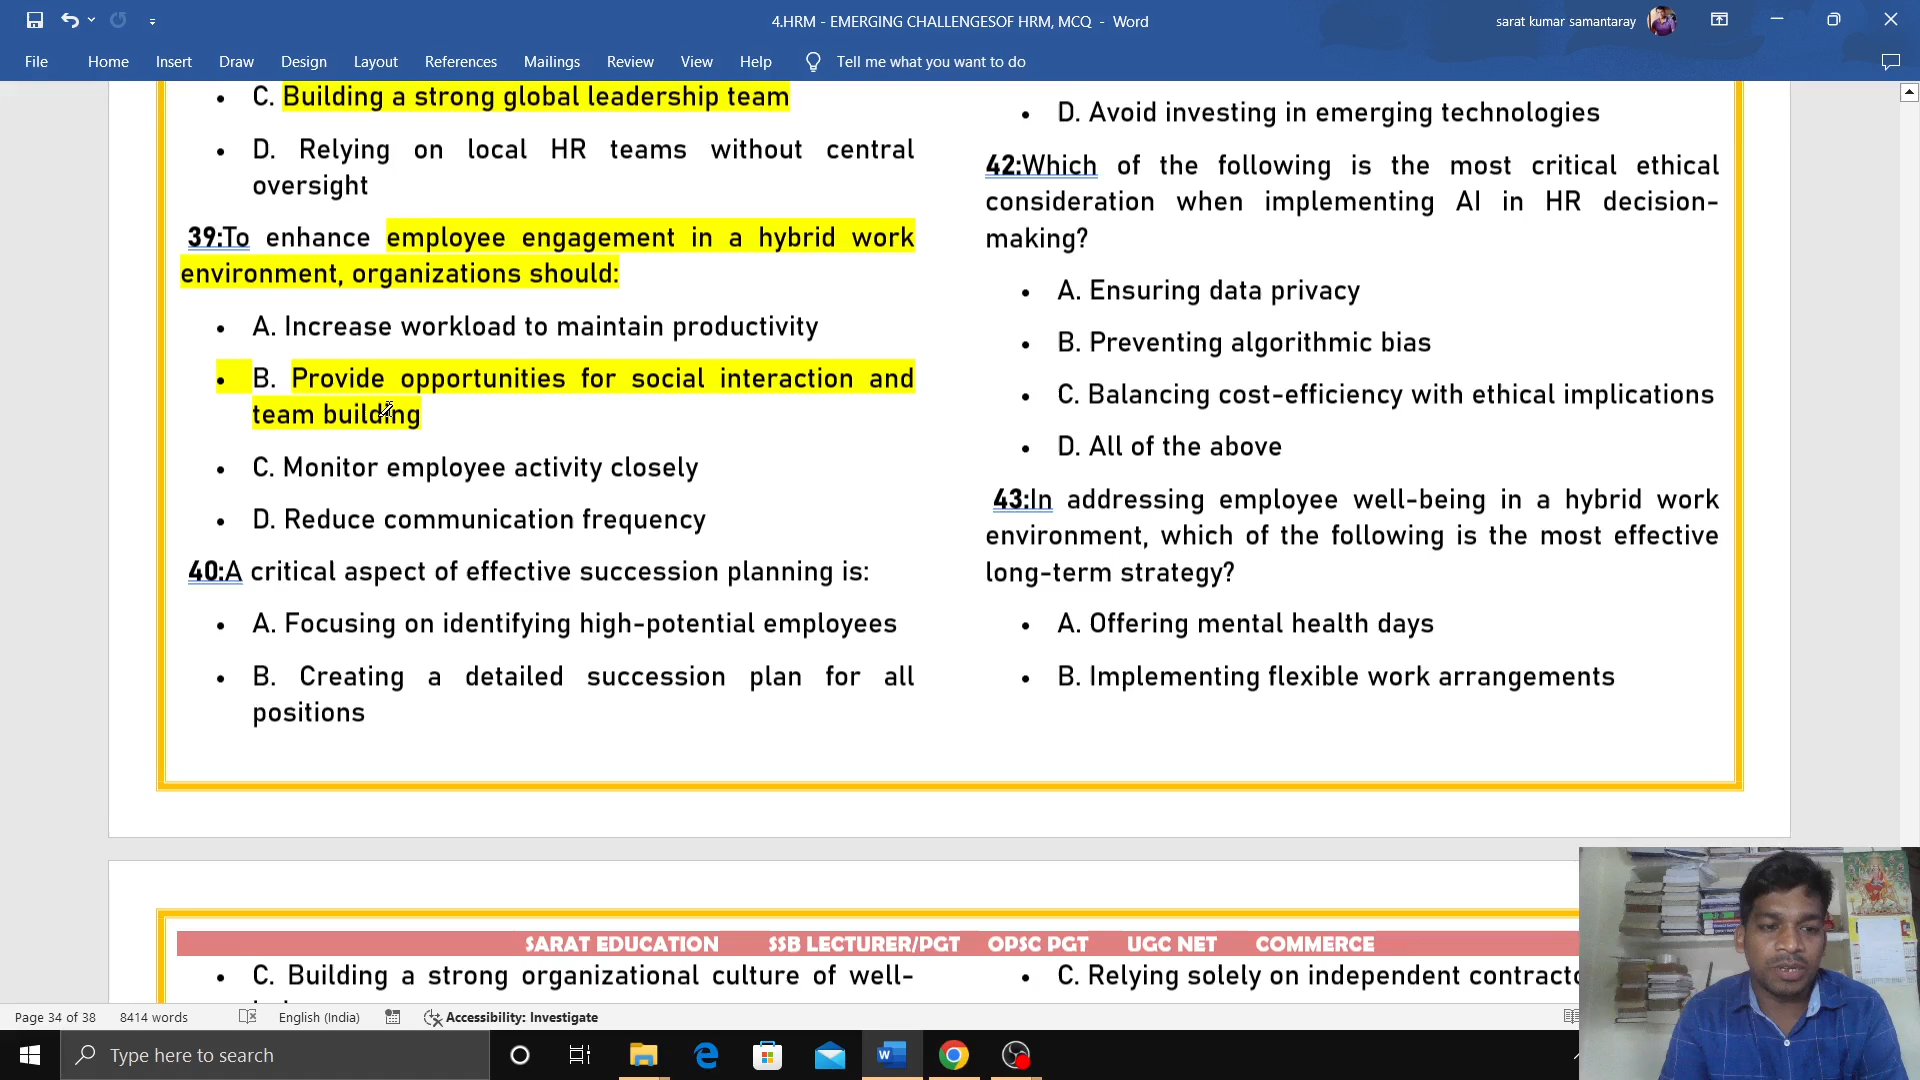 4.HRM - EMERGING CHALLENGESOF HRM, MCQ - Word
sarat kumar samantaray
File Home Insert Draw Design Layout References Mailings Review View Help Tell me what you want to do
• C. Building a strong global leadership team
• D. Relying on local HR teams without central
oversight
39:To enhance employee engagement in a hybrid work
environment, organizations should:
• A. Increase workload to maintain productivity
• B. Provide opportunities for social interaction and
team building
• C. Monitor employee activity closely
• D. Reduce communication frequency
40:A critical aspect of effective succession planning is:
• A. Focusing on identifying high-potential employees
• B. Creating a detailed succession plan for all
positions
• D. Avoid investing in emerging technologies
42:Which of the following is the most critical ethical
consideration when implementing AI in HR decision-
making?
• A. Ensuring data privacy
• B. Preventing algorithmic bias
• C. Balancing cost-efficiency with ethical implications
• D. All of the above
43:In addressing employee well-being in a hybrid work
environment, which of the following is the most effective
long-term strategy?
• A. Offering mental health days
• B. Implementing flexible work arrangements
SARAT EDUCATION SSB LECTURER/PGT OPSC PGT UGC NET COMMERCE
• C. Building a strong organizational culture of well-
• C. Relying solely on independent
Page 34 of 38 8414 words English (India) Accessibility: Investigate
Type here to search